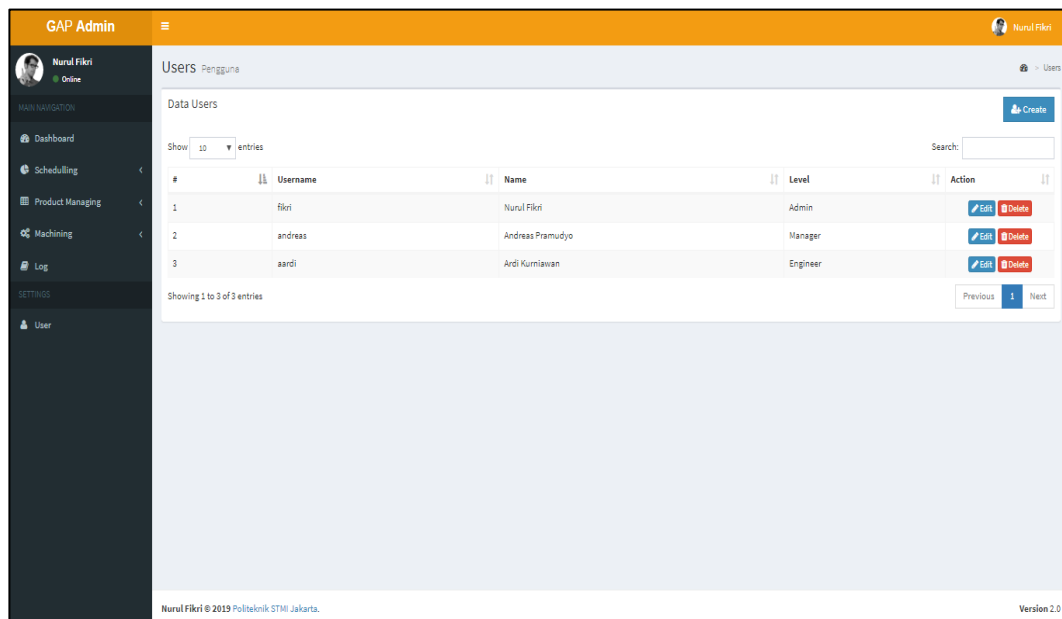 GAP Admin
Nurul Fikri
Nurul Fikri
Online
MAIN NAVIGATION
Dashboard
Schedulling
Product Managing
Machining
Log
SETTINGS
User
Users Pengguna
> Users
Data Users
Create
Show 10 entries
Search:
# Username Name Level Action
1 fikri Nurul Fikri Admin Edit Delete
2 andreas Andreas Pramudyo Manager Edit Delete
3 aardi Ardi Kurniawan Engineer Edit Delete
Showing 1 to 3 of 3 entries
Previous 1 Next
Nurul Fikri © 2019 Politeknik STMI Jakarta.
Version 2.0